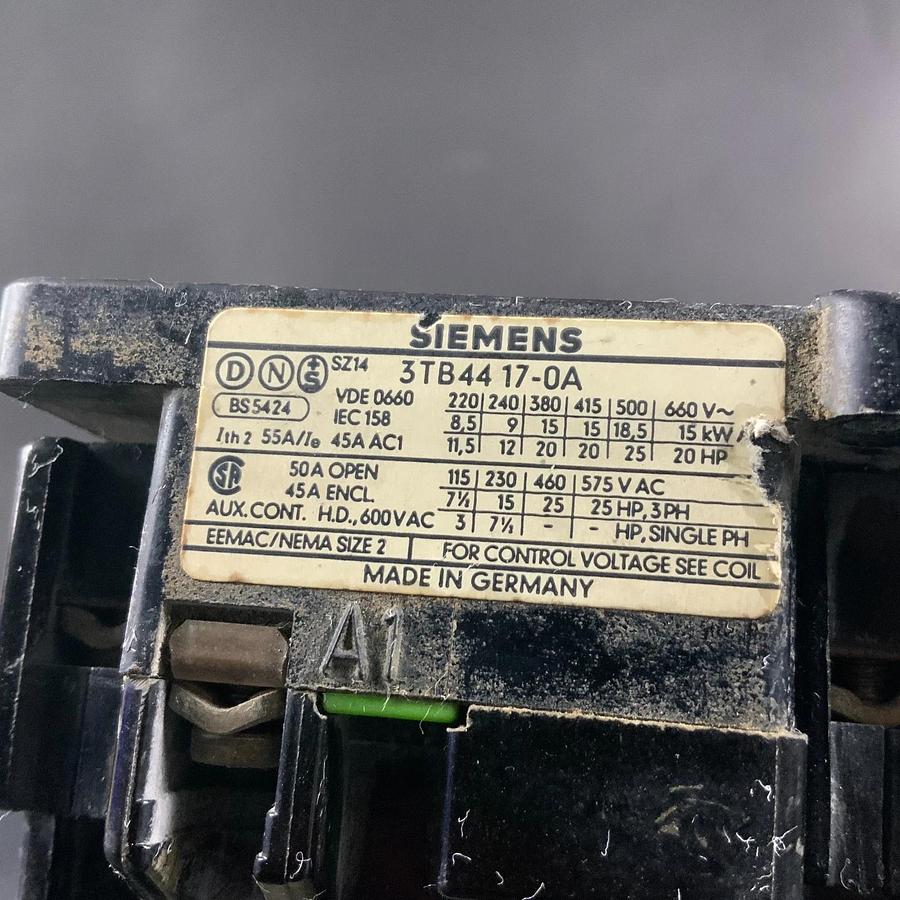 SIEMENS
D N S SZ14 3TB44 17-0A
BS5424 VDE 0660 220 240 380 415 500 660 V~
IEC 158 8,5 9 15 15 18,5 15 kW
Ith2 55A/Ie 45A AC1 11,5 12 20 20 25 20 HP
SA 50A OPEN 115 230 460 575 V AC
45A ENCL. 7½ 15 25 25 HP, 3PH
AUX.CONT. H.D., 600VAC 3 7½ - - HP, SINGLE PH
EEMAC/NEMA SIZE 2 FOR CONTROL VOLTAGE SEE COIL
MADE IN GERMANY
A1